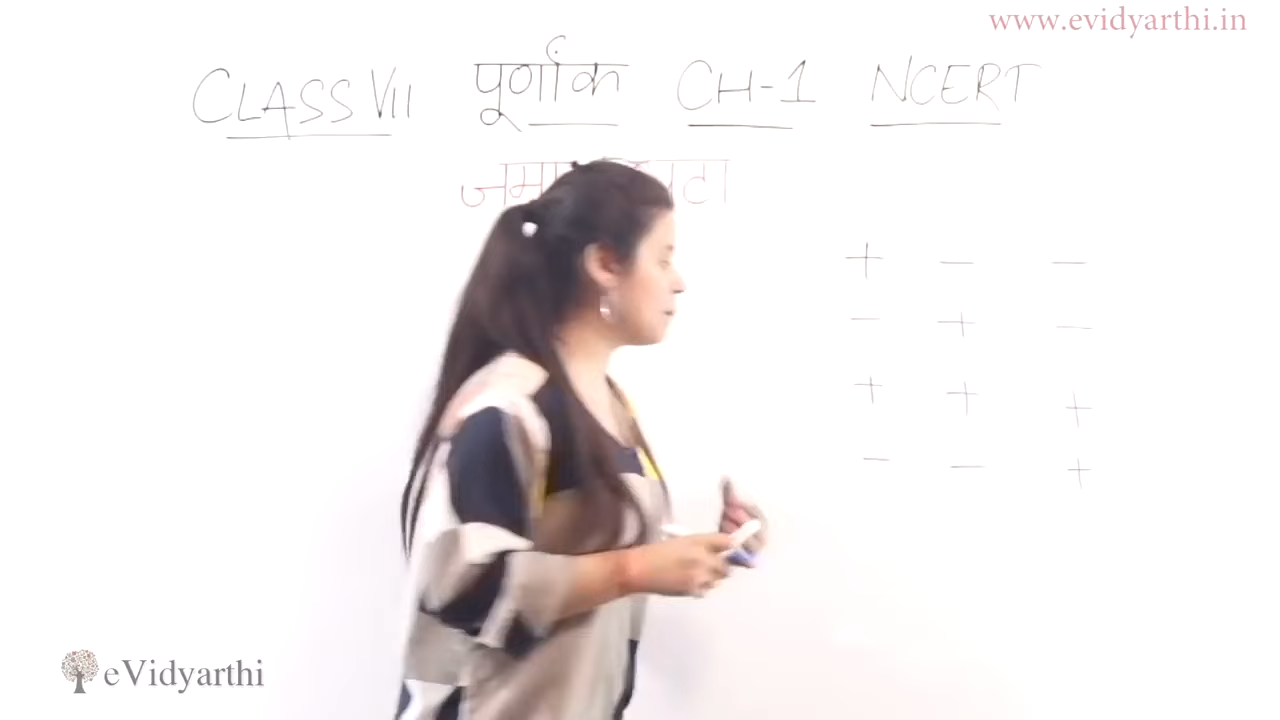 www.evidyarthi.in
CLASS VII पूर्णांक CH-1 NCERT
+ − −
− + −
+ + +
− − +
eVidyarthi